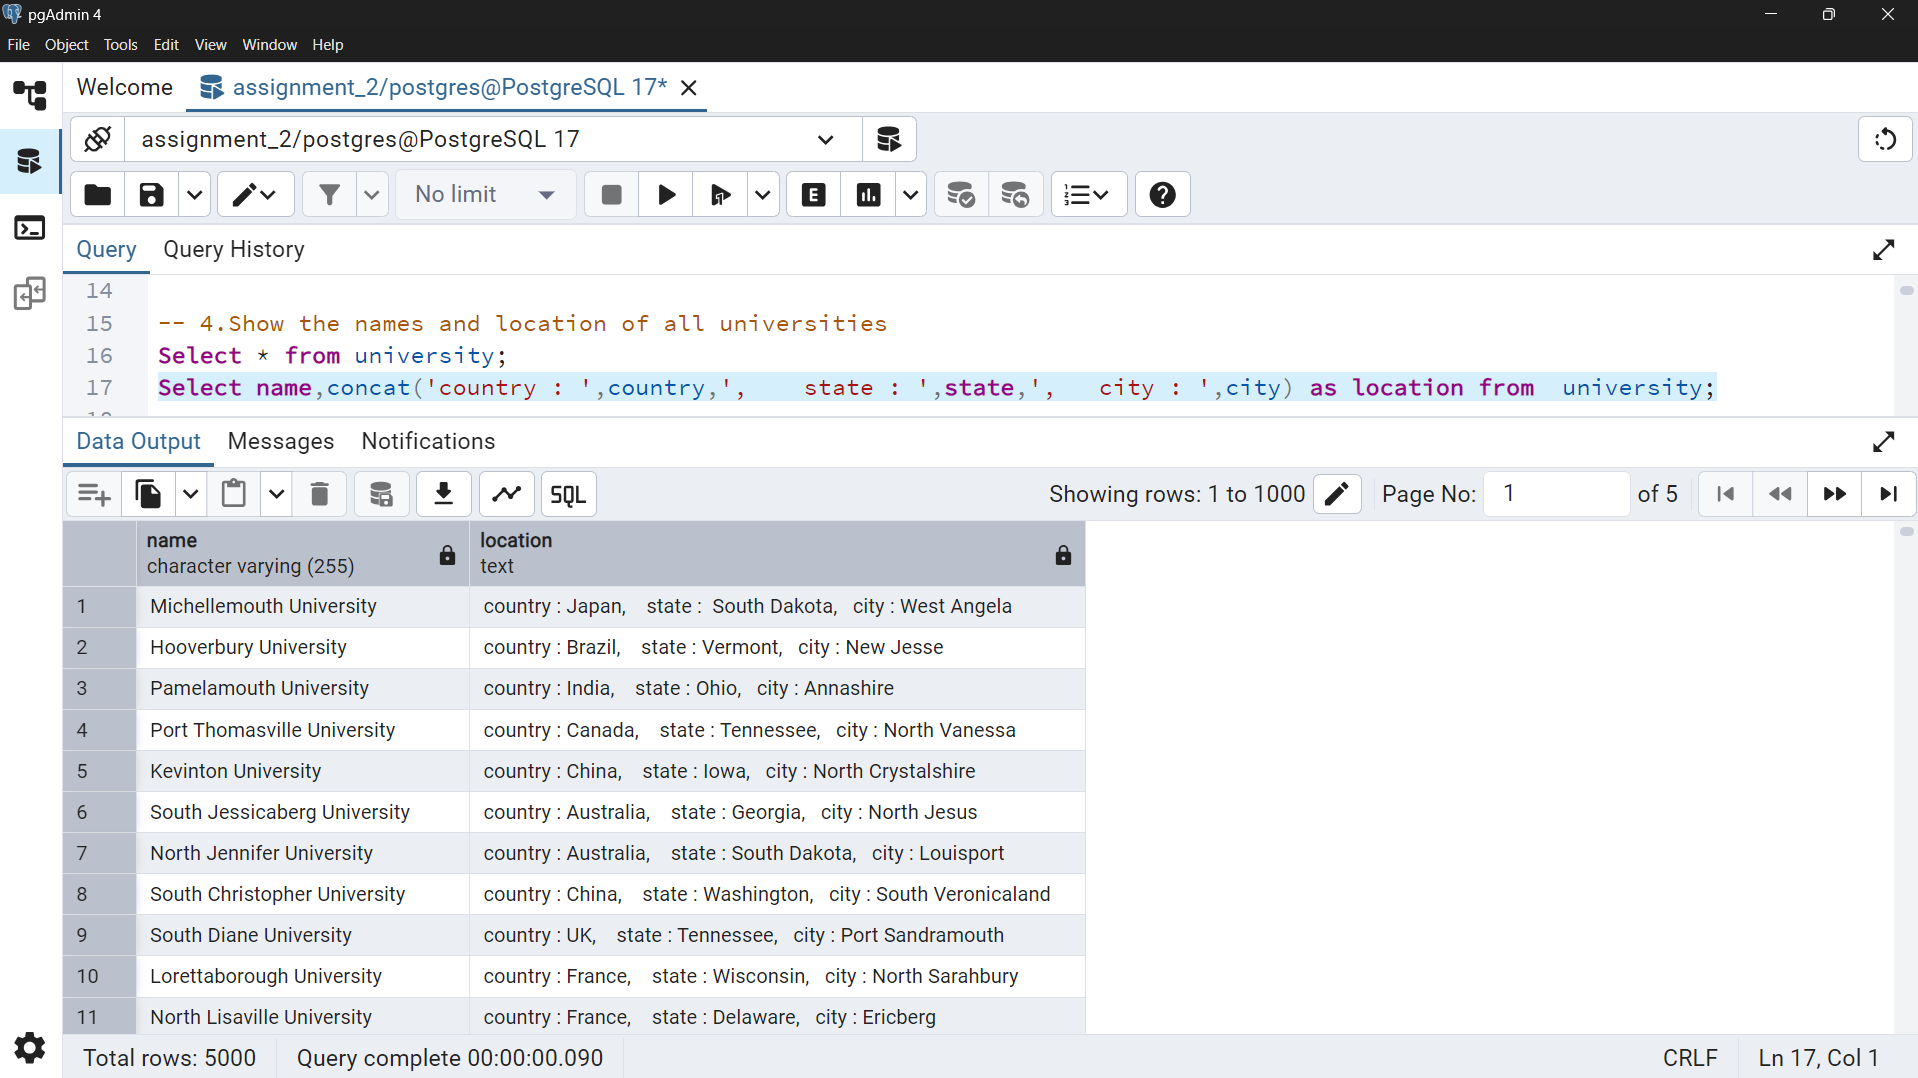 pgAdmin 4
File Object Tools Edit View Window Help
Welcome assignment_2/postgres@PostgreSQL 17*
assignment_2/postgres@PostgreSQL 17
No limit E
Query Query History
14
15 -- 4.Show the names and location of all universities
16 Select * from university;
17 Select name,concat('country : ',country,',    state : ',state,',   city : ',city) as location from  university;
Data Output Messages Notifications
SQL Showing rows: 1 to 1000 Page No: 1 of 5
name location
character varying (255) text
1 Michellemouth University country : Japan,    state :  South Dakota,   city : West Angela
2 Hooverbury University country : Brazil,    state : Vermont,   city : New Jesse
3 Pamelamouth University country : India,    state : Ohio,   city : Annashire
4 Port Thomasville University country : Canada,    state : Tennessee,   city : North Vanessa
5 Kevinton University country : China,    state : Iowa,   city : North Crystalshire
6 South Jessicaberg University country : Australia,    state : Georgia,   city : North Jesus
7 North Jennifer University country : Australia,    state : South Dakota,   city : Louisport
8 South Christopher University country : China,    state : Washington,   city : South Veronicaland
9 South Diane University country : UK,    state : Tennessee,   city : Port Sandramouth
10 Lorettaborough University country : France,    state : Wisconsin,   city : North Sarahbury
11 North Lisaville University country : France,    state : Delaware,   city : Ericberg
Total rows: 5000 Query complete 00:00:00.090 CRLF Ln 17, Col 1